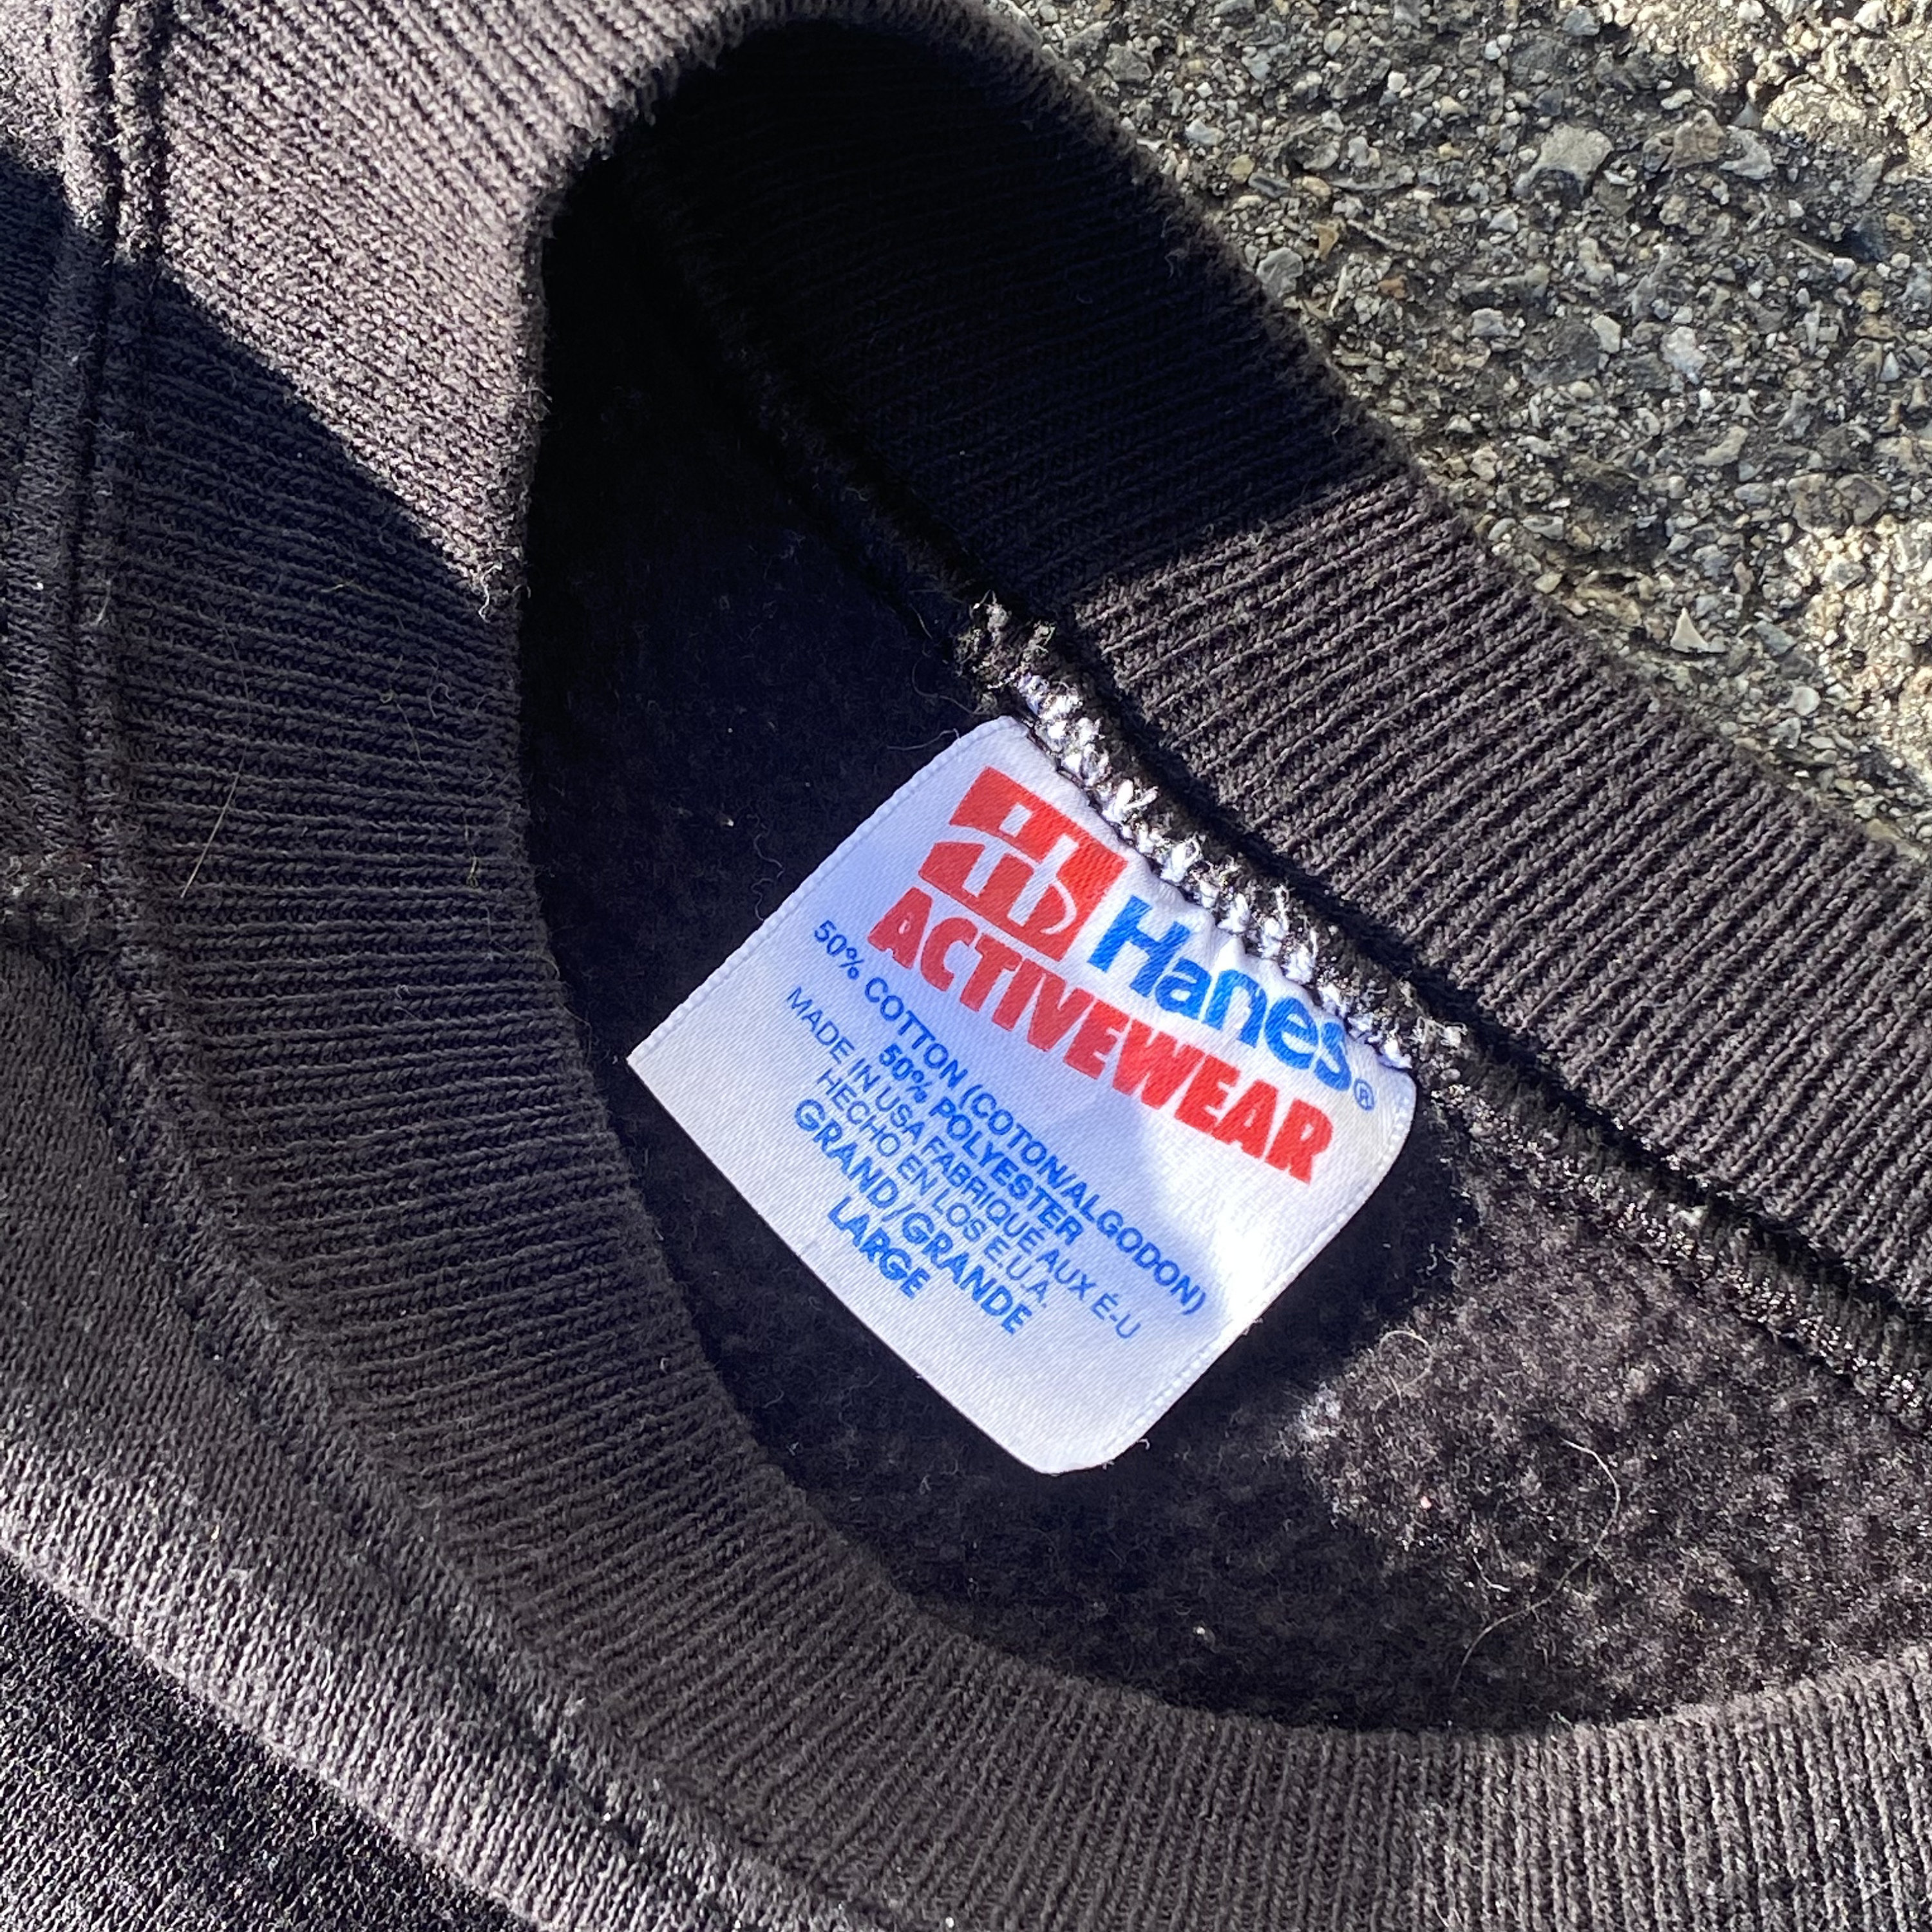 Hanes®
ACTIVEWEAR
50% COTTON (COTON/ALGODON)
50% POLYESTER
MADE IN USA FABRIQUÉ AUX É-U
HECHO EN LOS E.U.A.
GRAND/GRANDE
LARGE